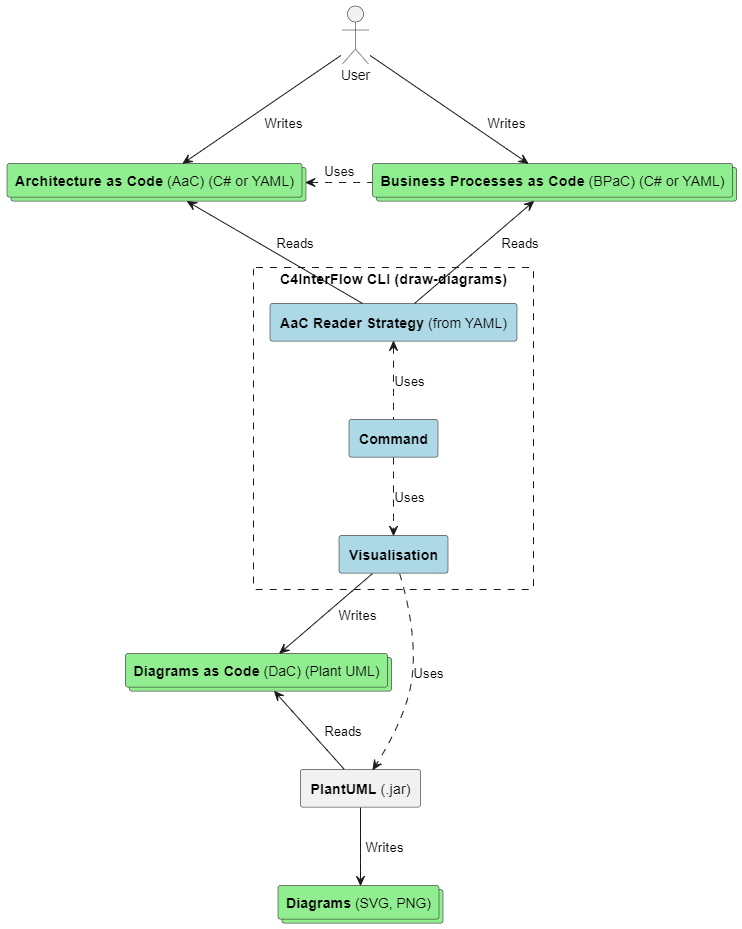 User
Writes
Writes
Architecture as Code (AaC) (C# or YAML)
Uses
Business Processes as Code (BPaC) (C# or YAML)
Reads
Reads
C4InterFlow CLI (draw-diagrams)
AaC Reader Strategy (from YAML)
Uses
Command
Uses
Visualisation
Writes
Diagrams as Code (DaC) (Plant UML)
Uses
Reads
PlantUML (.jar)
Writes
Diagrams (SVG, PNG)